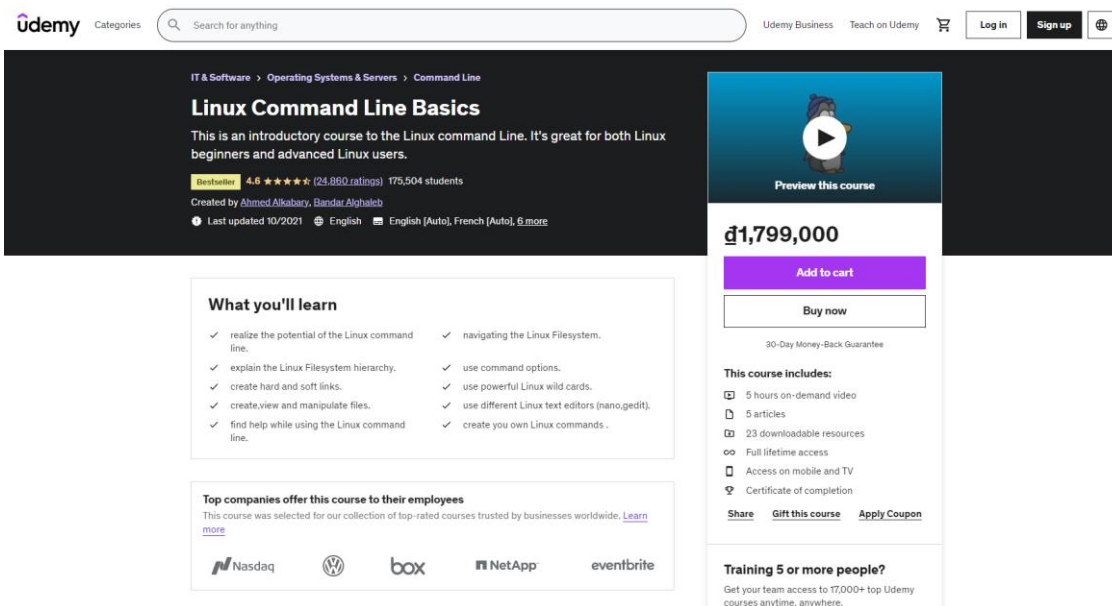 ûdemy
Categories
Search for anything
Udemy Business
Teach on Udemy
Log in
Sign up
IT & Software > Operating Systems & Servers > Command Line
Linux Command Line Basics
This is an introductory course to the Linux command Line. It's great for both Linux
beginners and advanced Linux users.
Bestseller 4.6 (24,860 ratings) 175,504 students
Created by Ahmed Alkabary, Bandar Alghaleb
Last updated 10/2021 English English [Auto], French [Auto], 6 more
Preview this course
₫1,799,000
Add to cart
Buy now
30-Day Money-Back Guarantee
This course includes:
5 hours on-demand video
5 articles
23 downloadable resources
Full lifetime access
Access on mobile and TV
Certificate of completion
Share Gift this course Apply Coupon
Training 5 or more people?
Get your team access to 17,000+ top Udemy
courses anytime, anywhere.
What you'll learn
realize the potential of the Linux command
line.
explain the Linux Filesystem hierarchy.
create hard and soft links.
create,view and manipulate files.
find help while using the Linux command
line.
navigating the Linux Filesystem.
use command options.
use powerful Linux wild cards.
use different Linux text editors (nano,gedit).
create you own Linux commands .
Top companies offer this course to their employees
This course was selected for our collection of top-rated courses trusted by businesses worldwide. Learn
more
Nasdaq
box
NetApp
eventbrite